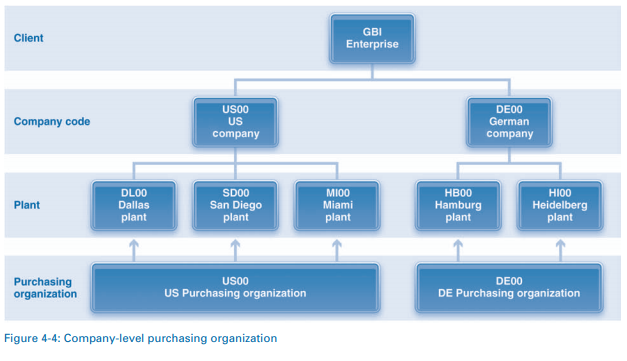 Client
GBI
Enterprise
Company code
US00
US
company
DE00
German
company
Plant
DL00
Dallas
plant
SD00
San Diego
plant
MI00
Miami
plant
HB00
Hamburg
plant
HI00
Heidelberg
plant
Purchasing
organization
US00
US Purchasing organization
DE00
DE Purchasing organization
Figure 4-4: Company-level purchasing organization